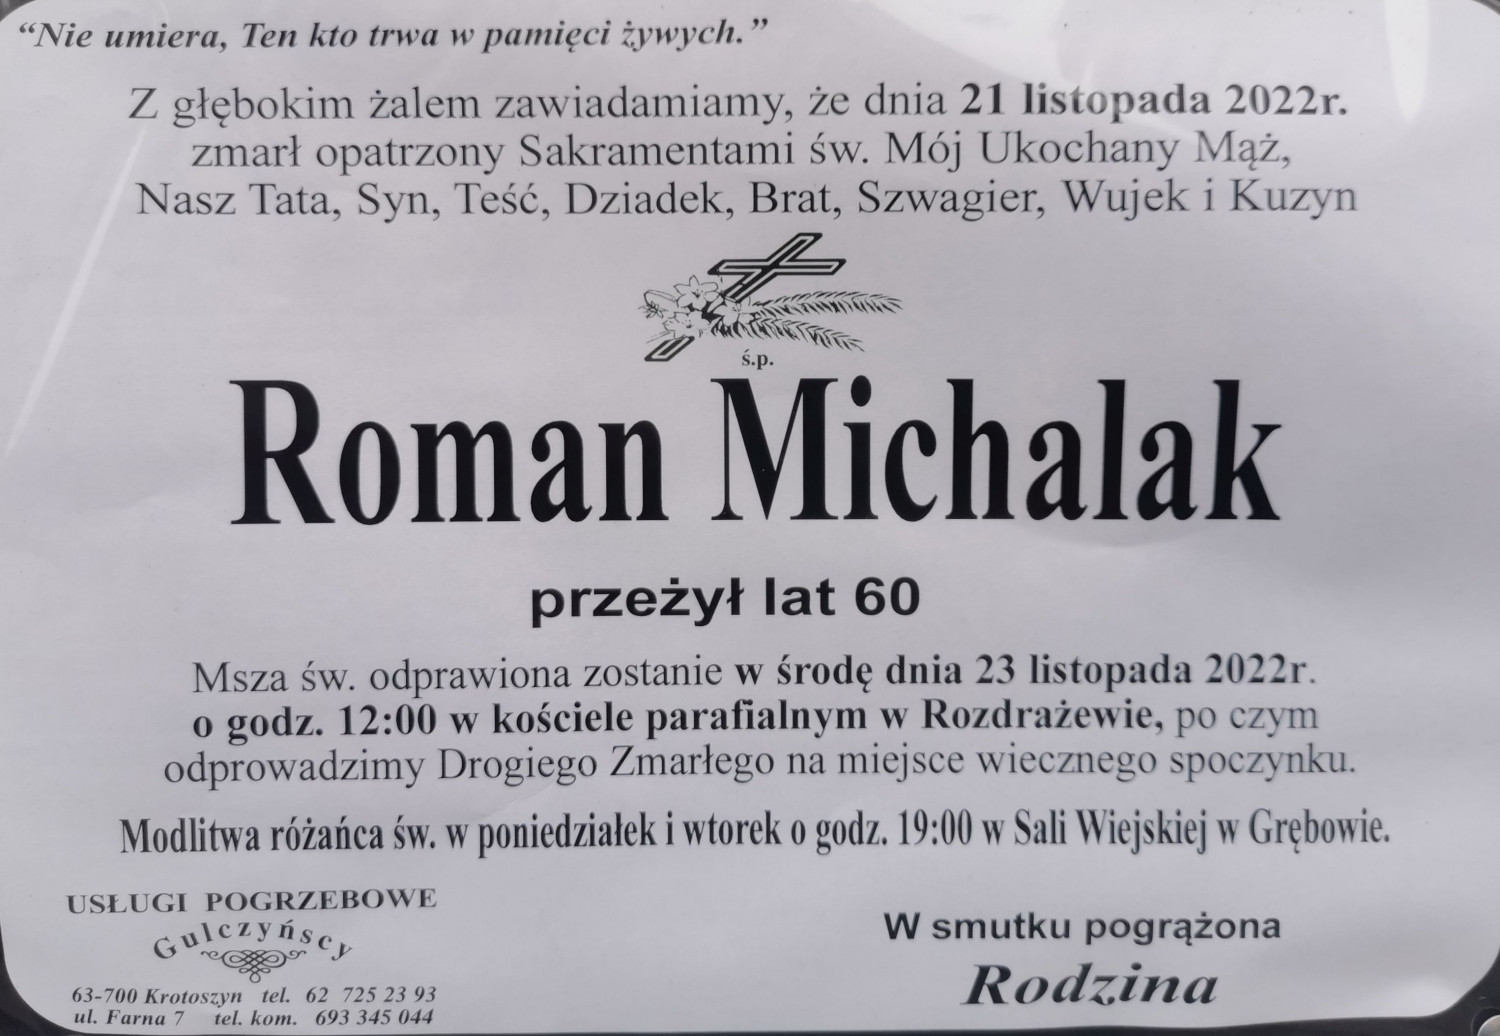 “Nie umiera, Ten kto trwa w pamięci żywych.”
Z głębokim żalem zawiadamiamy, że dnia 21 listopada 2022r.
zmarł opatrzony Sakramentami św. Mój Ukochany Mąż,
Nasz Tata, Syn, Teść, Dziadek, Brat, Szwagier, Wujek i Kuzyn
ś.p.
Roman Michalak
przeżył lat 60
Msza św. odprawiona zostanie w środę dnia 23 listopada 2022r.
o godz. 12:00 w kościele parafialnym w Rozdrażewie, po czym
odprowadzimy Drogiego Zmarłego na miejsce wiecznego spoczynku.
Modlitwa różańca św. w poniedziałek i wtorek o godz. 19:00 w Sali Wiejskiej w Grębowie.
USŁUGI POGRZEBOWE
Gulczyńscy
63-700 Krotoszyn tel. 62 725 23 93
ul. Farna 7 tel. kom. 693 345 044
W smutku pogrążona
Rodzina